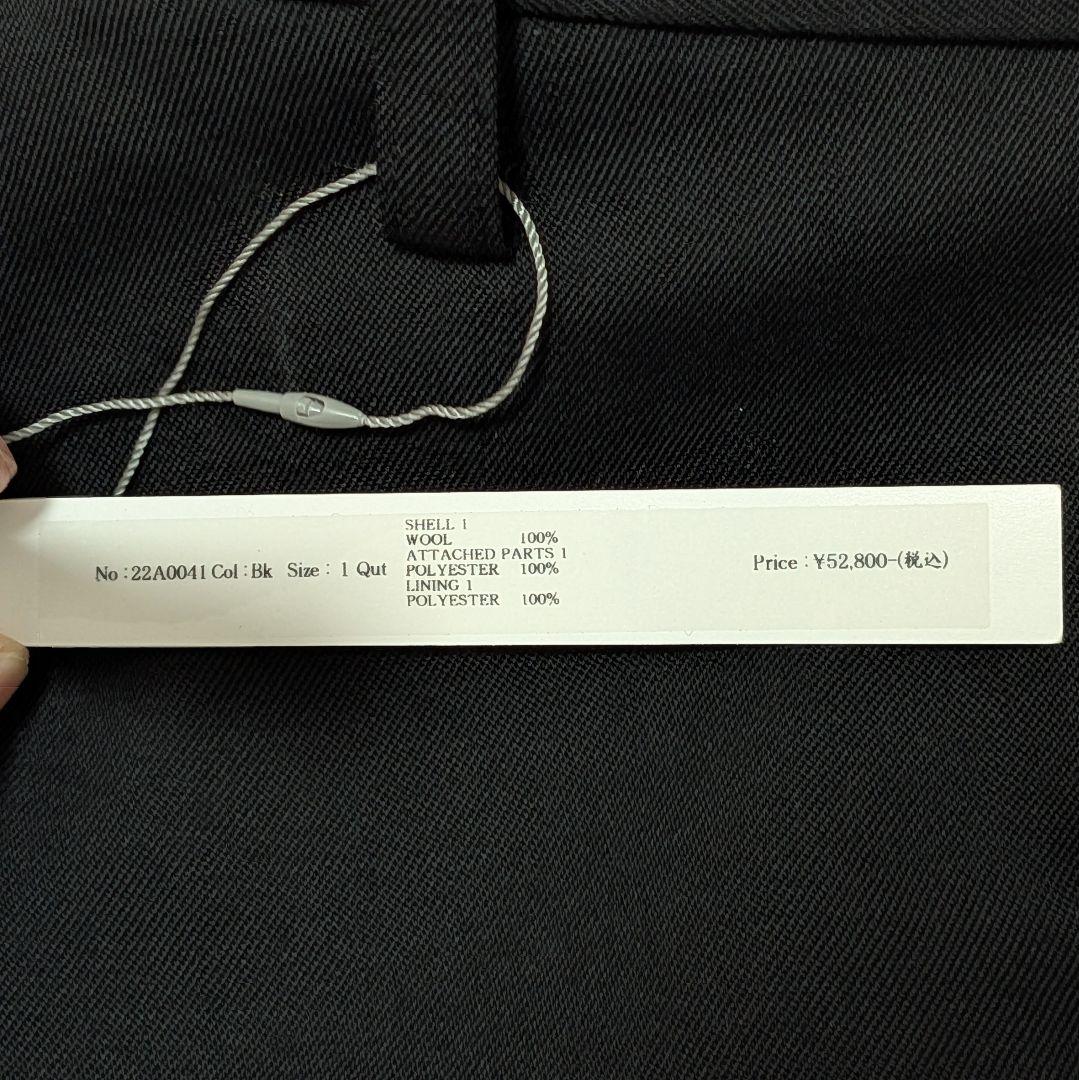 SHELL 1
WOOL 100%
ATTACHED PARTS 1
No : 22A0041 Col : Bk Size : 1 Qut POLYESTER 100% Price : ¥52,800-(税込)
LINING 1
POLYESTER 100%